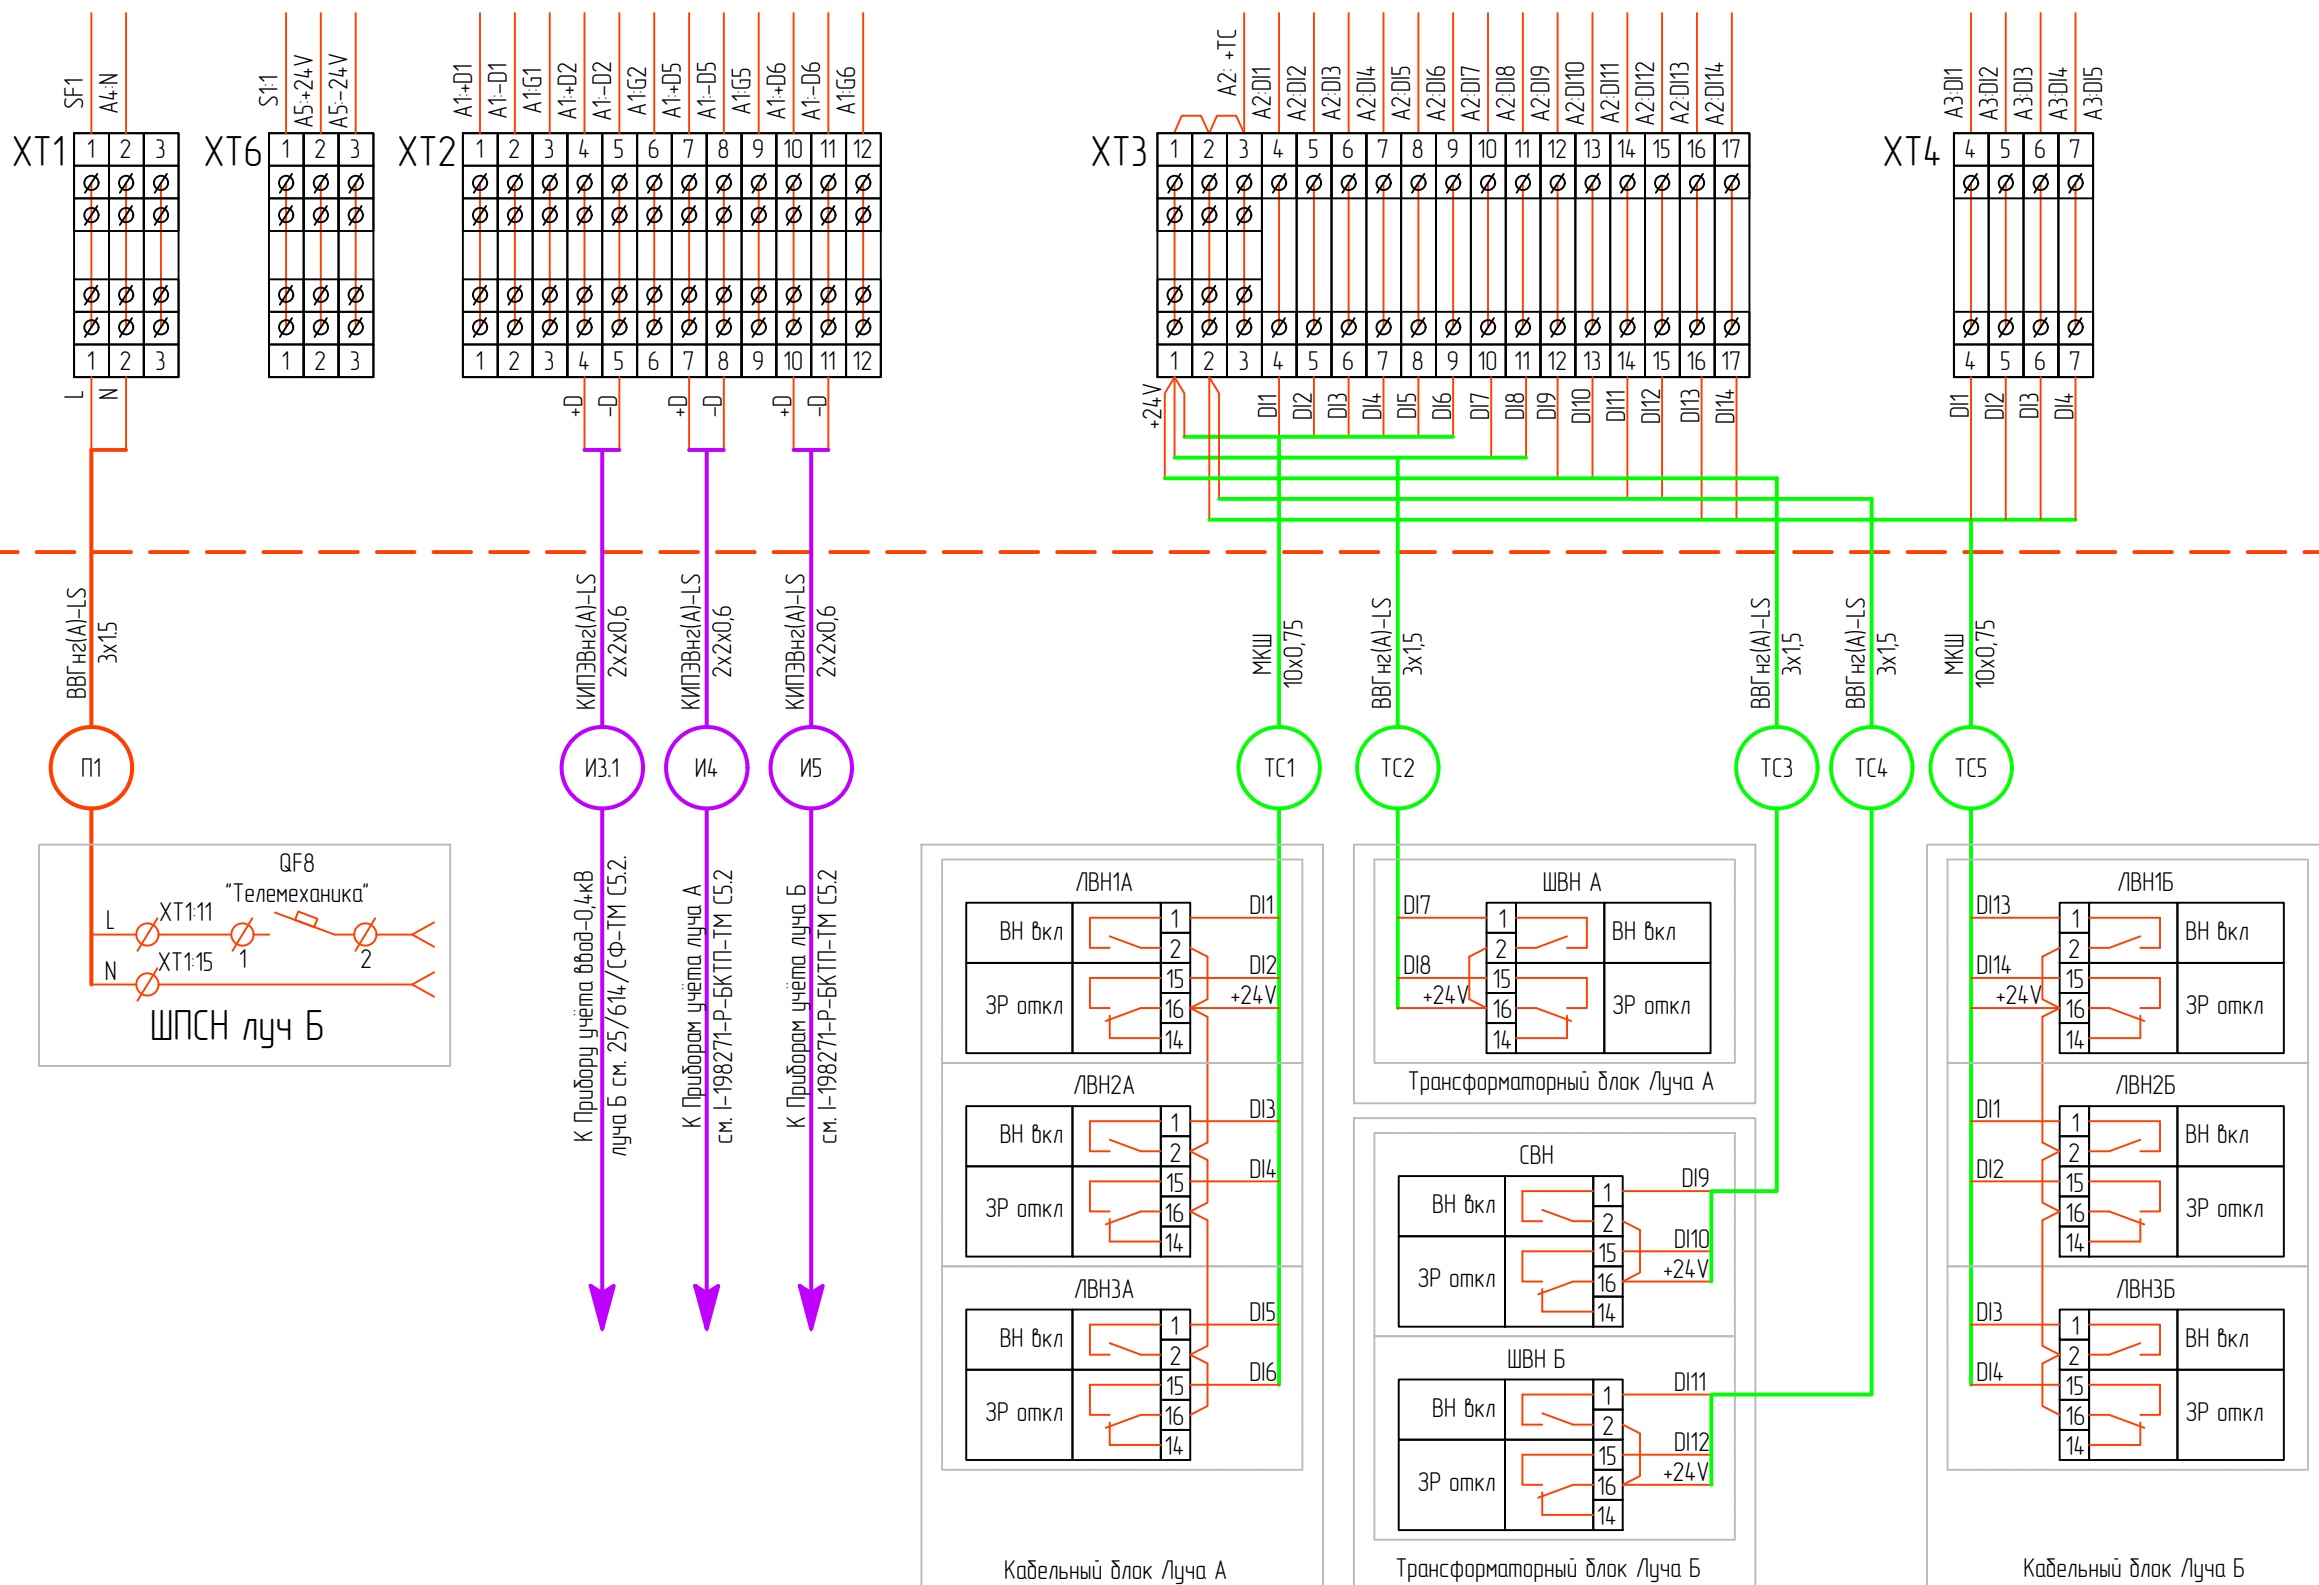 SF1
A4:N
S1:1
A5:+24V
A5:-24V
A1:+D1
A1:-D1
A1:G1
A1:+D2
A1:-D2
A1:G2
A1:+D5
A1:-D5
A1:G5
A1:+D6
A1:-D6
A1:G6
A2: +TC
A2:DI1
A2:DI2
A2:DI3
A2:DI4
A2:DI5
A2:DI6
A2:DI7
A2:DI8
A2:DI9
A2:DI10
A2:DI11
A2:DI12
A2:DI13
A2:DI14
A3:DI1
A3:DI2
A3:DI3
A3:DI4
A3:DI5
XT1
1 2 3
1 2 3
XT6
1 2 3
1 2 3
XT2
1 2 3 4 5 6 7 8 9 10 11 12
1 2 3 4 5 6 7 8 9 10 11 12
XT3
1 2 3 4 5 6 7 8 9 10 11 12 13 14 15 16 17
1 2 3 4 5 6 7 8 9 10 11 12 13 14 15 16 17
XT4
4 5 6 7
4 5 6 7
L
N
+D
-D
+D
-D
+D
-D
+24V
DI1
DI2
DI3
DI4
DI5
DI6
DI7
DI8
DI9
DI10
DI11
DI12
DI13
DI14
DI1
DI2
DI3
DI4
ВВГнг(А)-LS
3х1.5
КИПЭВнг(А)-LS
2х2х0,6
КИПЭВнг(А)-LS
2х2х0,6
КИПЭВнг(А)-LS
2х2х0,6
МКШ
10х0,75
ВВГнг(А)-LS
3х1,5
ВВГнг(А)-LS
3х1,5
ВВГнг(А)-LS
3х1,5
МКШ
10х0,75
П1
И3.1
И4
И5
ТС1
ТС2
ТС3
ТС4
ТС5
QF8
"Телемеханика"
L
XT1:11
1
2
N
XT1:15
ШПСН луч Б
К Прибору учёта ввод-0,4кВ
луча Б см. 25/614/СФ-ТМ С5.2.
К Приборам учёта луча А
см. I-198271-Р-БКТП-ТМ С5.2
К Приборам учёта луча Б
см. I-198271-Р-БКТП-ТМ С5.2
ЛВН1А
ВН вкл
ЗР откл
1
2
15
16
14
DI1
DI2
+24V
ЛВН2А
ВН вкл
ЗР откл
1
2
15
16
14
DI3
DI4
ЛВН3А
ВН вкл
ЗР откл
1
2
15
16
14
DI5
DI6
Кабельный блок Луча А
ШВН А
DI7
DI8
+24V
1
2
15
16
14
ВН вкл
ЗР откл
Трансформаторный блок Луча А
СВН
ВН вкл
ЗР откл
1
2
15
16
14
DI9
DI10
+24V
ШВН Б
ВН вкл
ЗР откл
1
2
15
16
14
DI11
DI12
+24V
Трансформаторный блок Луча Б
ЛВН1Б
DI13
DI14
+24V
1
2
15
16
14
ВН вкл
ЗР откл
ЛВН2Б
DI1
DI2
1
2
15
16
14
ВН вкл
ЗР откл
ЛВН3Б
DI3
DI4
1
2
15
16
14
ВН вкл
ЗР откл
Кабельный блок Луча Б